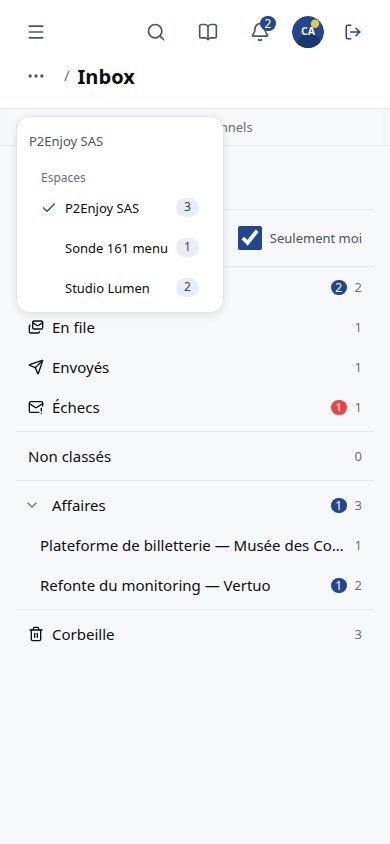 2
CA
/ Inbox
P2Enjoy SAS
nnels
Espaces
P2Enjoy SAS 3
Seulement moi
Sonde 161 menu 1
Studio Lumen 2
2 2
En file 1
Envoyés 1
Échecs 1 1
Non classés 0
Affaires 1 3
Plateforme de billetterie — Musée des Co... 1
Refonte du monitoring — Vertuo 1 2
Corbeille 3